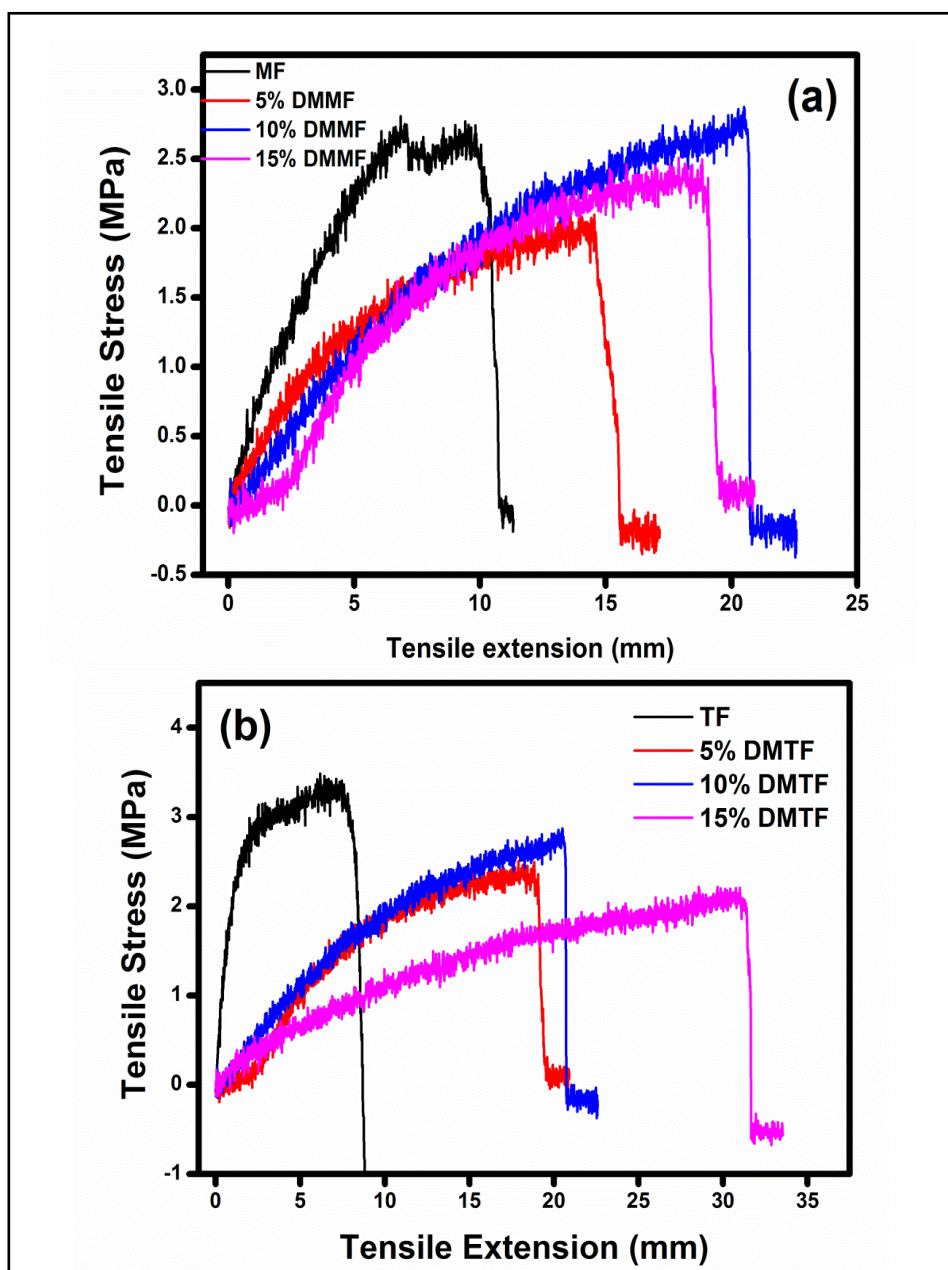 MF
5% DMMF
10% DMMF
15% DMMF
(a)
3.0
2.5
2.0
1.5
1.0
0.5
0.0
-0.5
Tensile Stress (MPa)
0 5 10 15 20 25
Tensile extension (mm)
(b)
TF
5% DMTF
10% DMTF
15% DMTF
4
3
2
1
0
-1
Tensile Stress (MPa)
0 5 10 15 20 25 30 35
Tensile Extension (mm)